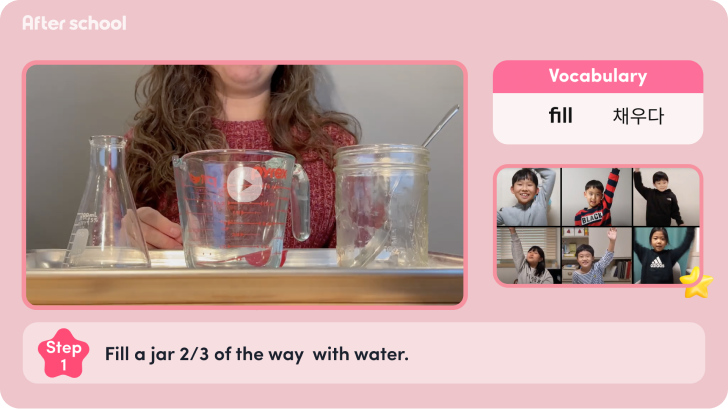 After school
Vocabulary
fill 채우다
BLACK
adidas
Step
1
Fill a jar 2/3 of the way with water.